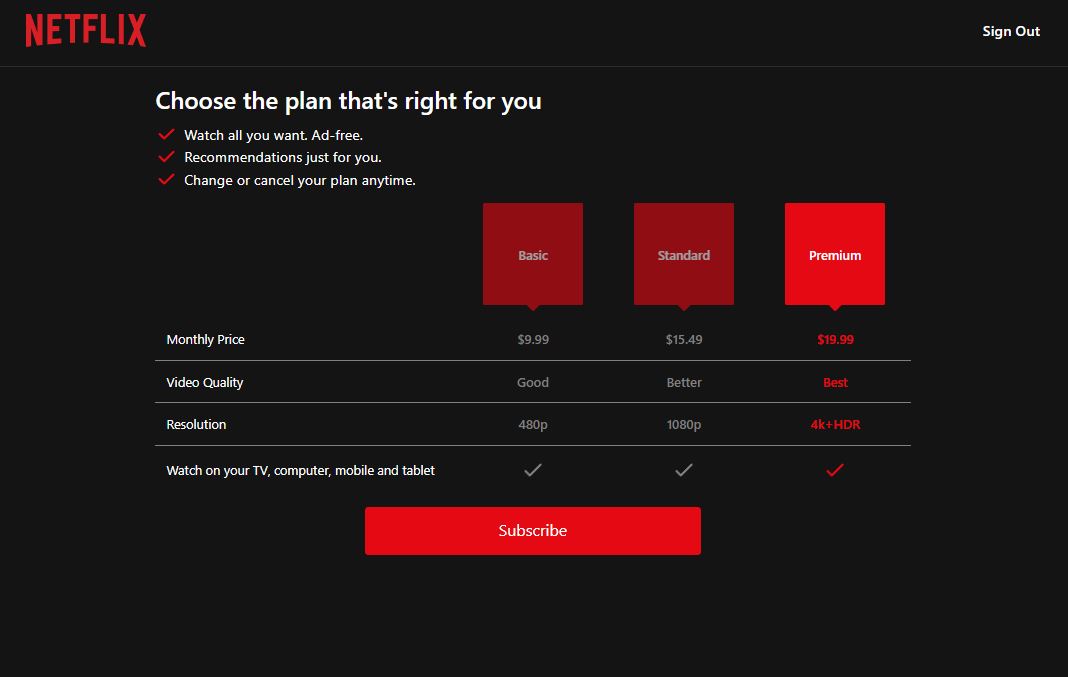 NETFLIX
Sign Out
Choose the plan that's right for you
Watch all you want. Ad-free.
Recommendations just for you.
Change or cancel your plan anytime.
Basic Standard Premium
Monthly Price $9.99 $15.49 $19.99
Video Quality Good Better Best
Resolution 480p 1080p 4k+HDR
Watch on your TV, computer, mobile and tablet
Subscribe